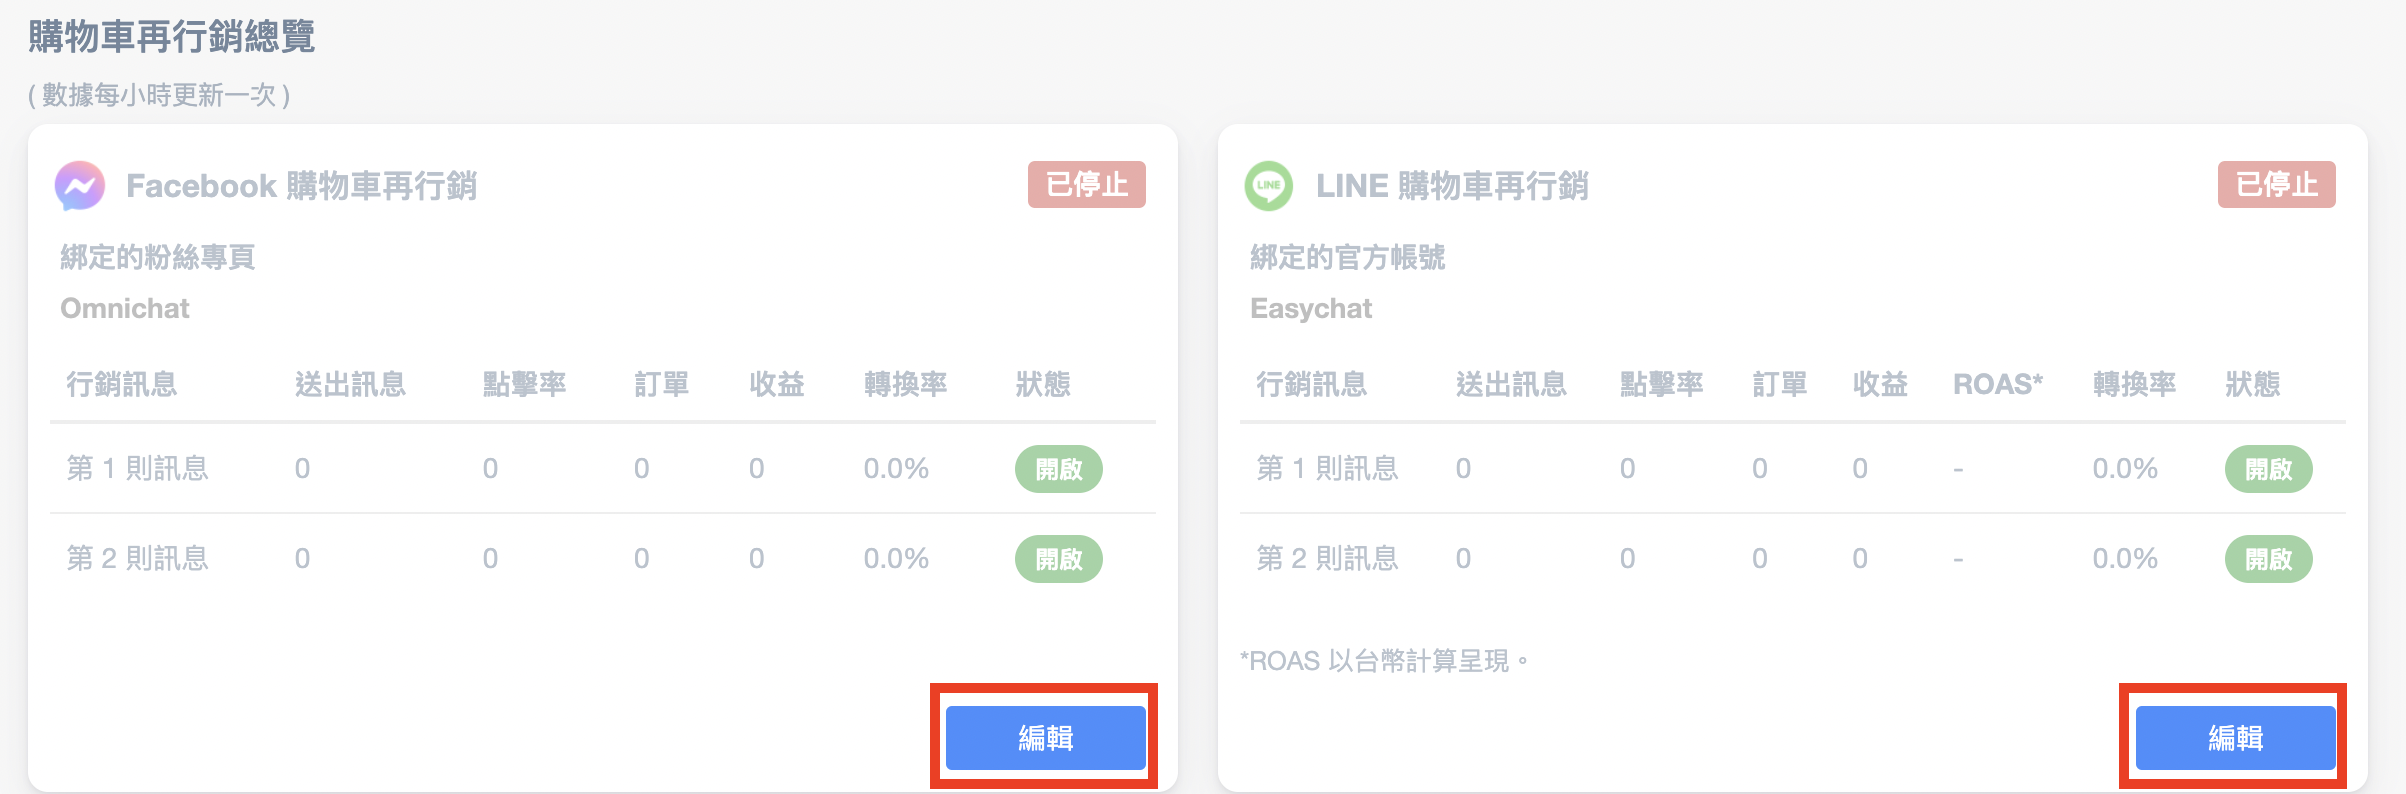 購物車再行銷總覽
( 數據每小時更新一次 )
Facebook 購物車再行銷
已停止
綁定的粉絲專頁
Omnichat
行銷訊息 送出訊息 點擊率 訂單 收益 轉換率 狀態
第 1 則訊息 0 0 0 0 0.0% 開啟
第 2 則訊息 0 0 0 0 0.0% 開啟
編輯
LINE
LINE 購物車再行銷
已停止
綁定的官方帳號
Easychat
行銷訊息 送出訊息 點擊率 訂單 收益 ROAS* 轉換率 狀態
第 1 則訊息 0 0 0 0 - 0.0% 開啟
第 2 則訊息 0 0 0 0 - 0.0% 開啟
*ROAS 以台幣計算呈現。
編輯